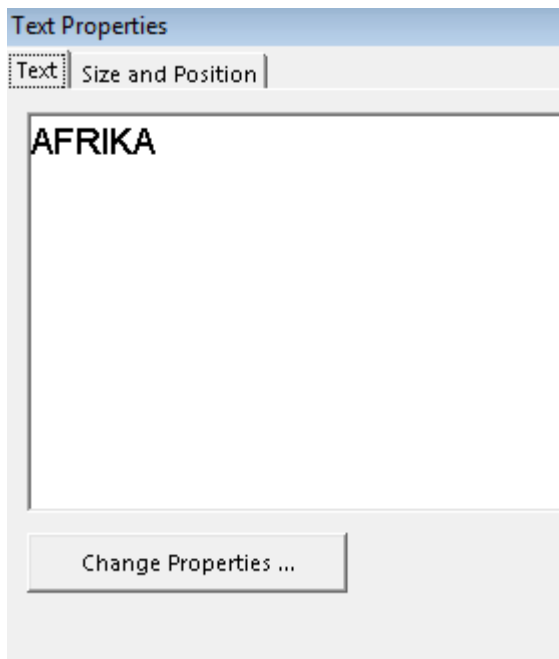 Text Properties
Text Size and Position
AFRIKA
Change Properties ...